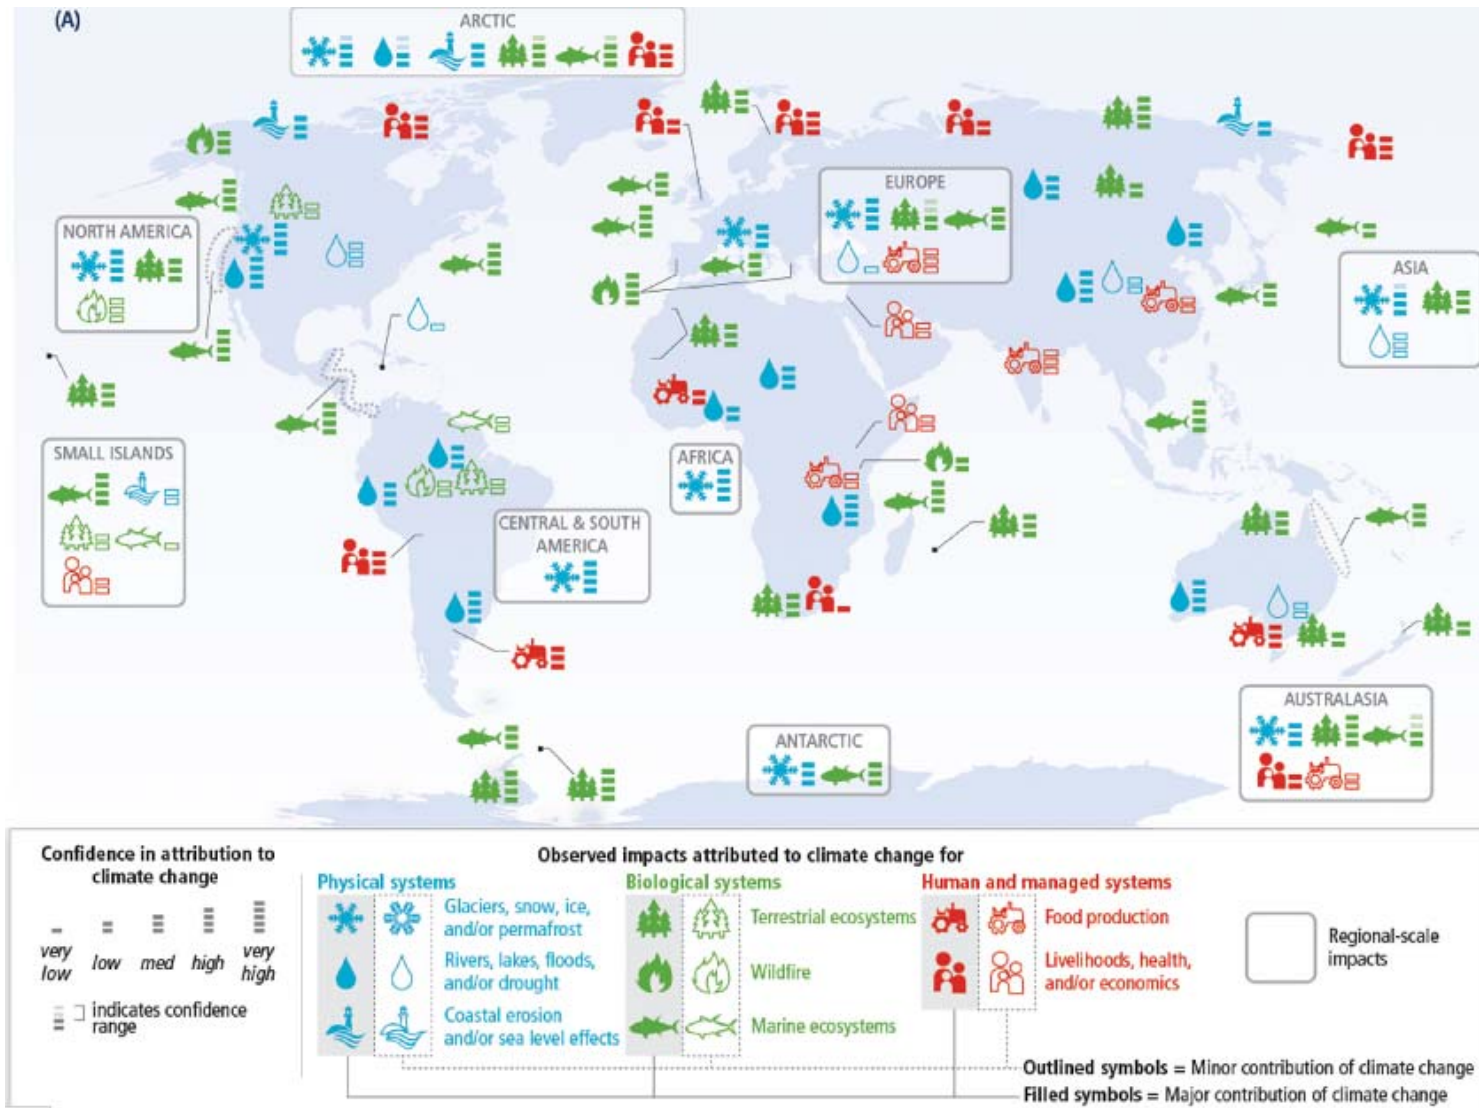 (A)
ARCTIC
EUROPE
NORTH AMERICA
ASIA
SMALL ISLANDS
AFRICA
CENTRAL & SOUTH
AMERICA
ANTARCTIC
AUSTRALASIA
Confidence in attribution to
climate change
very
low
low
med
high
very
high
indicates confidence
range
Observed impacts attributed to climate change for
Physical systems
Glaciers, snow, ice,
and/or permafrost
Rivers, lakes, floods,
and/or drought
Coastal erosion
and/or sea level effects
Biological systems
Terrestrial ecosystems
Wildfire
Marine ecosystems
Human and managed systems
Food production
Livelihoods, health,
and/or economics
Regional-scale
impacts
Outlined symbols = Minor contribution of climate change
Filled symbols = Major contribution of climate change